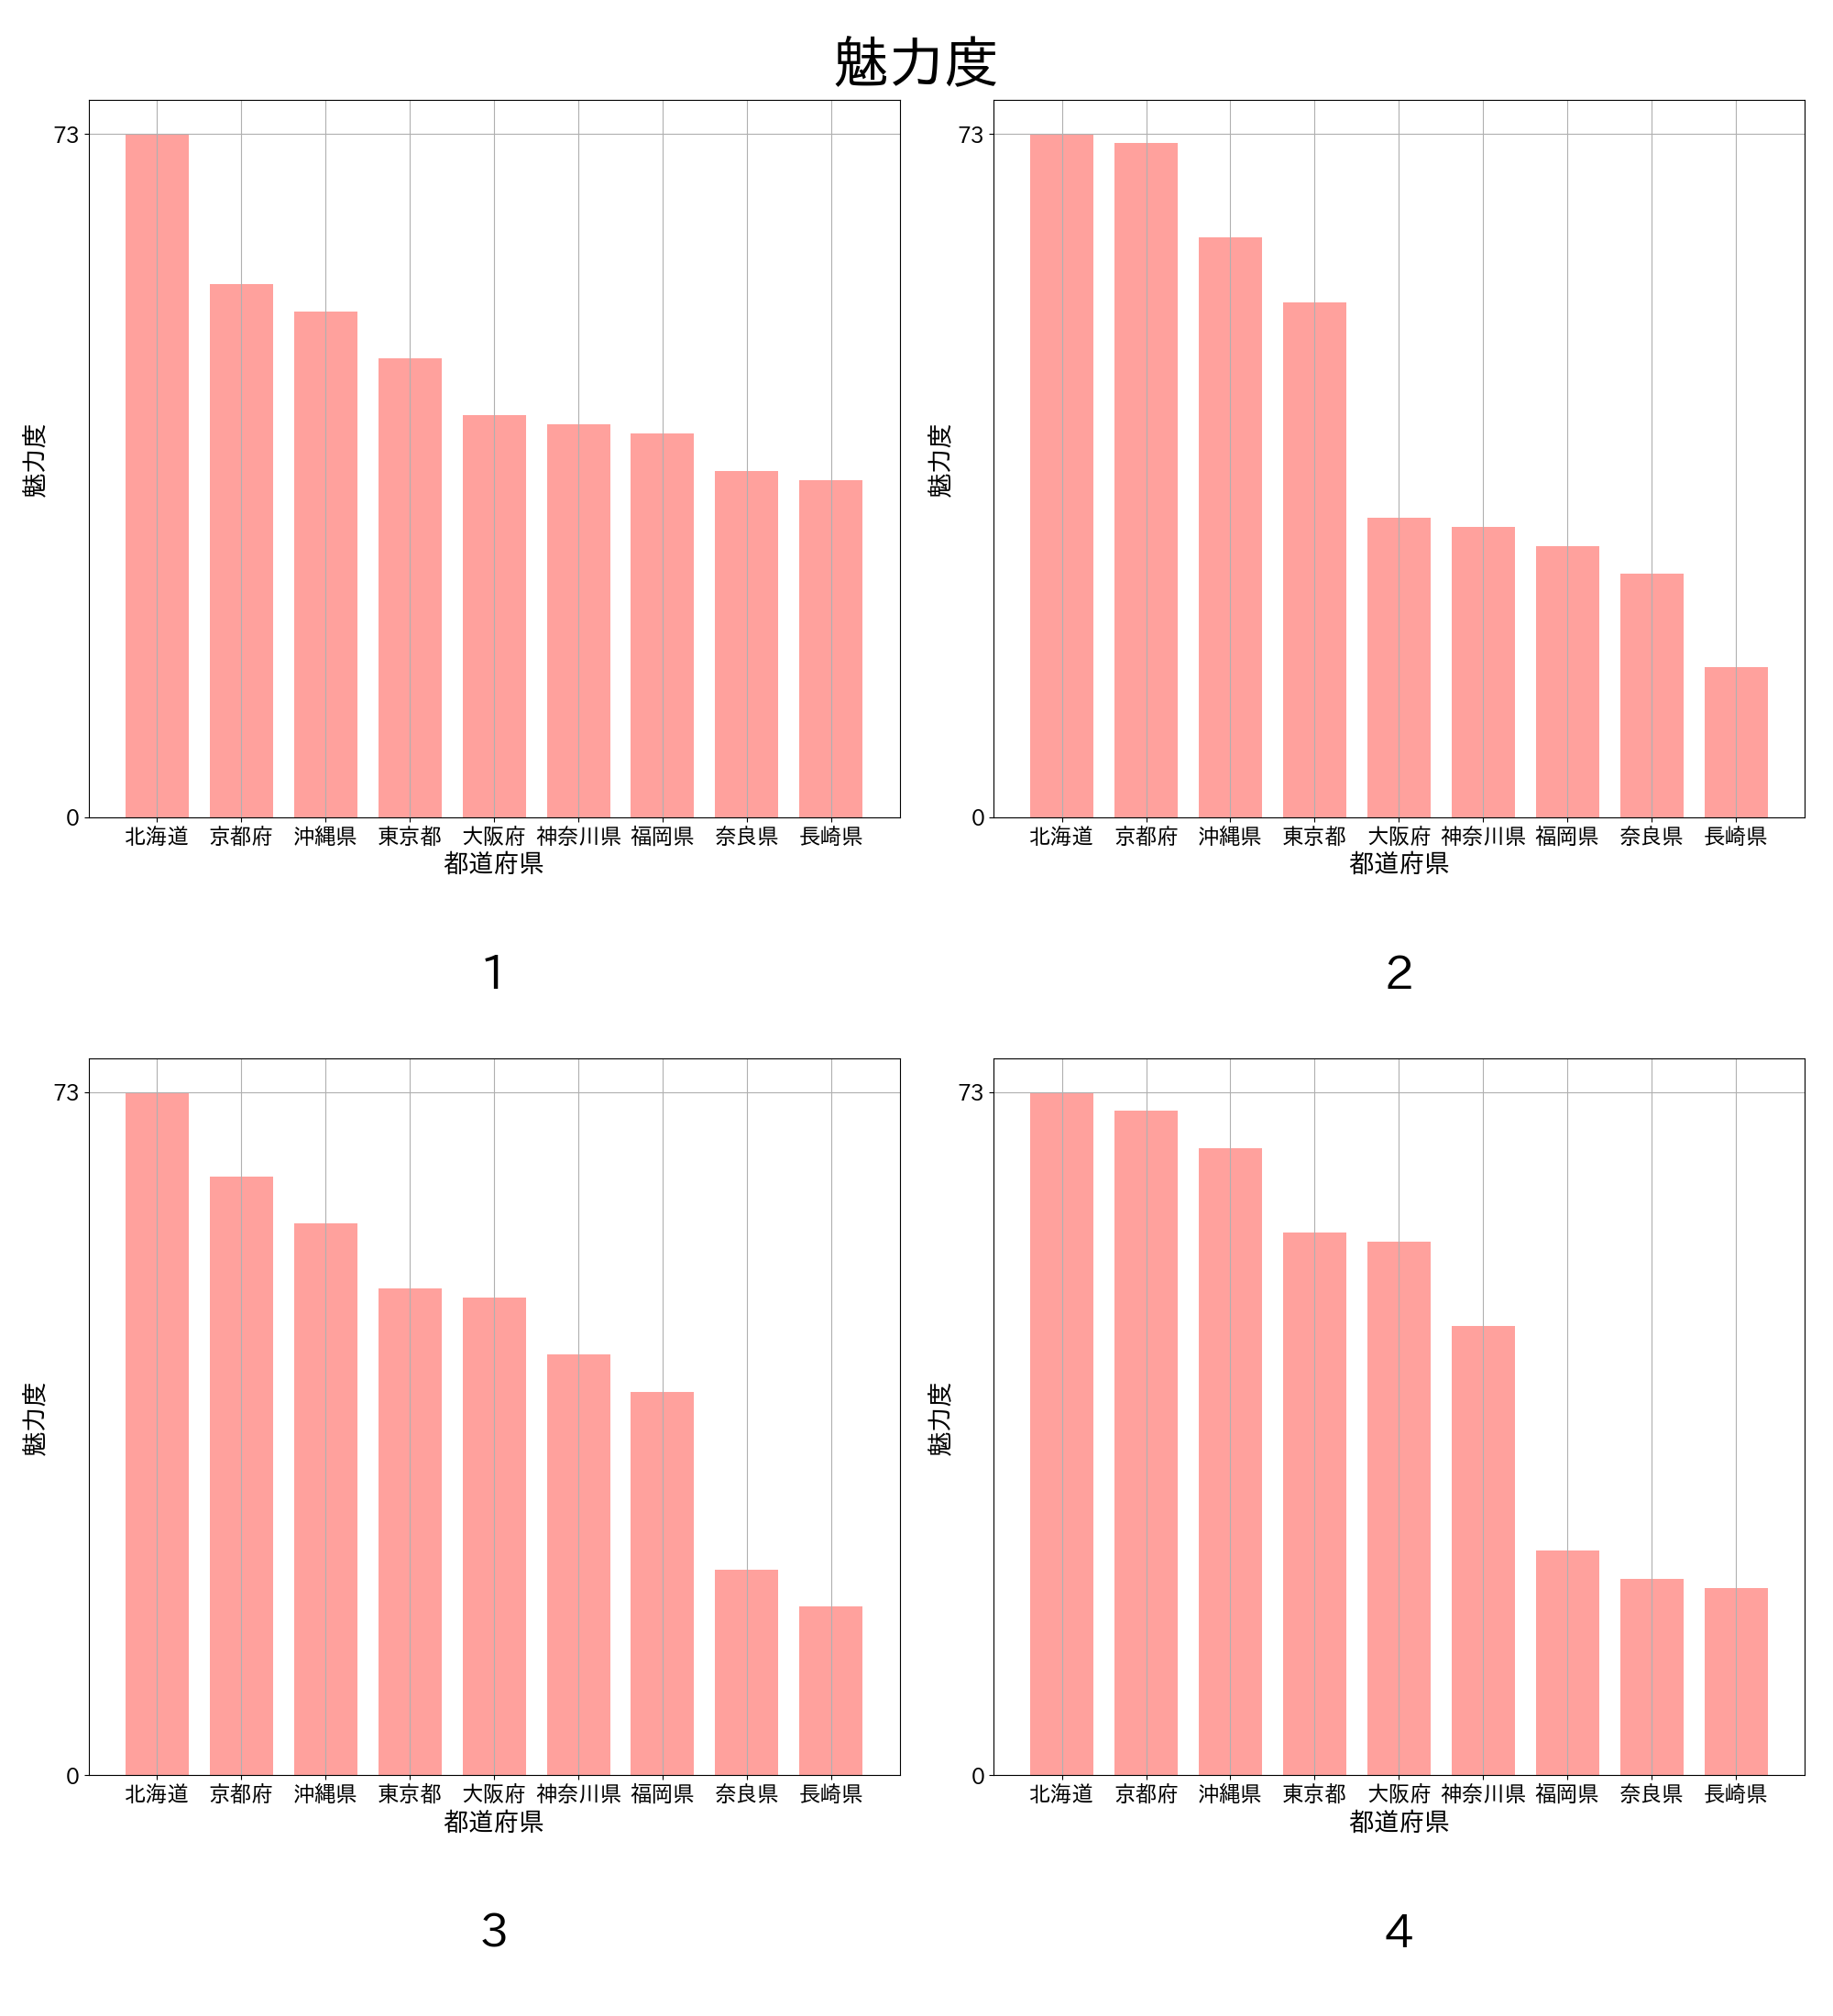 魅力度
73
0
魅力度
北海道 京都府 沖縄県 東京都 大阪府 神奈川県 福岡県 奈良県 長崎県
都道府県
1
73
0
魅力度
北海道 京都府 沖縄県 東京都 大阪府 神奈川県 福岡県 奈良県 長崎県
都道府県
2
73
0
魅力度
北海道 京都府 沖縄県 東京都 大阪府 神奈川県 福岡県 奈良県 長崎県
都道府県
3
73
0
魅力度
北海道 京都府 沖縄県 東京都 大阪府 神奈川県 福岡県 奈良県 長崎県
都道府県
4